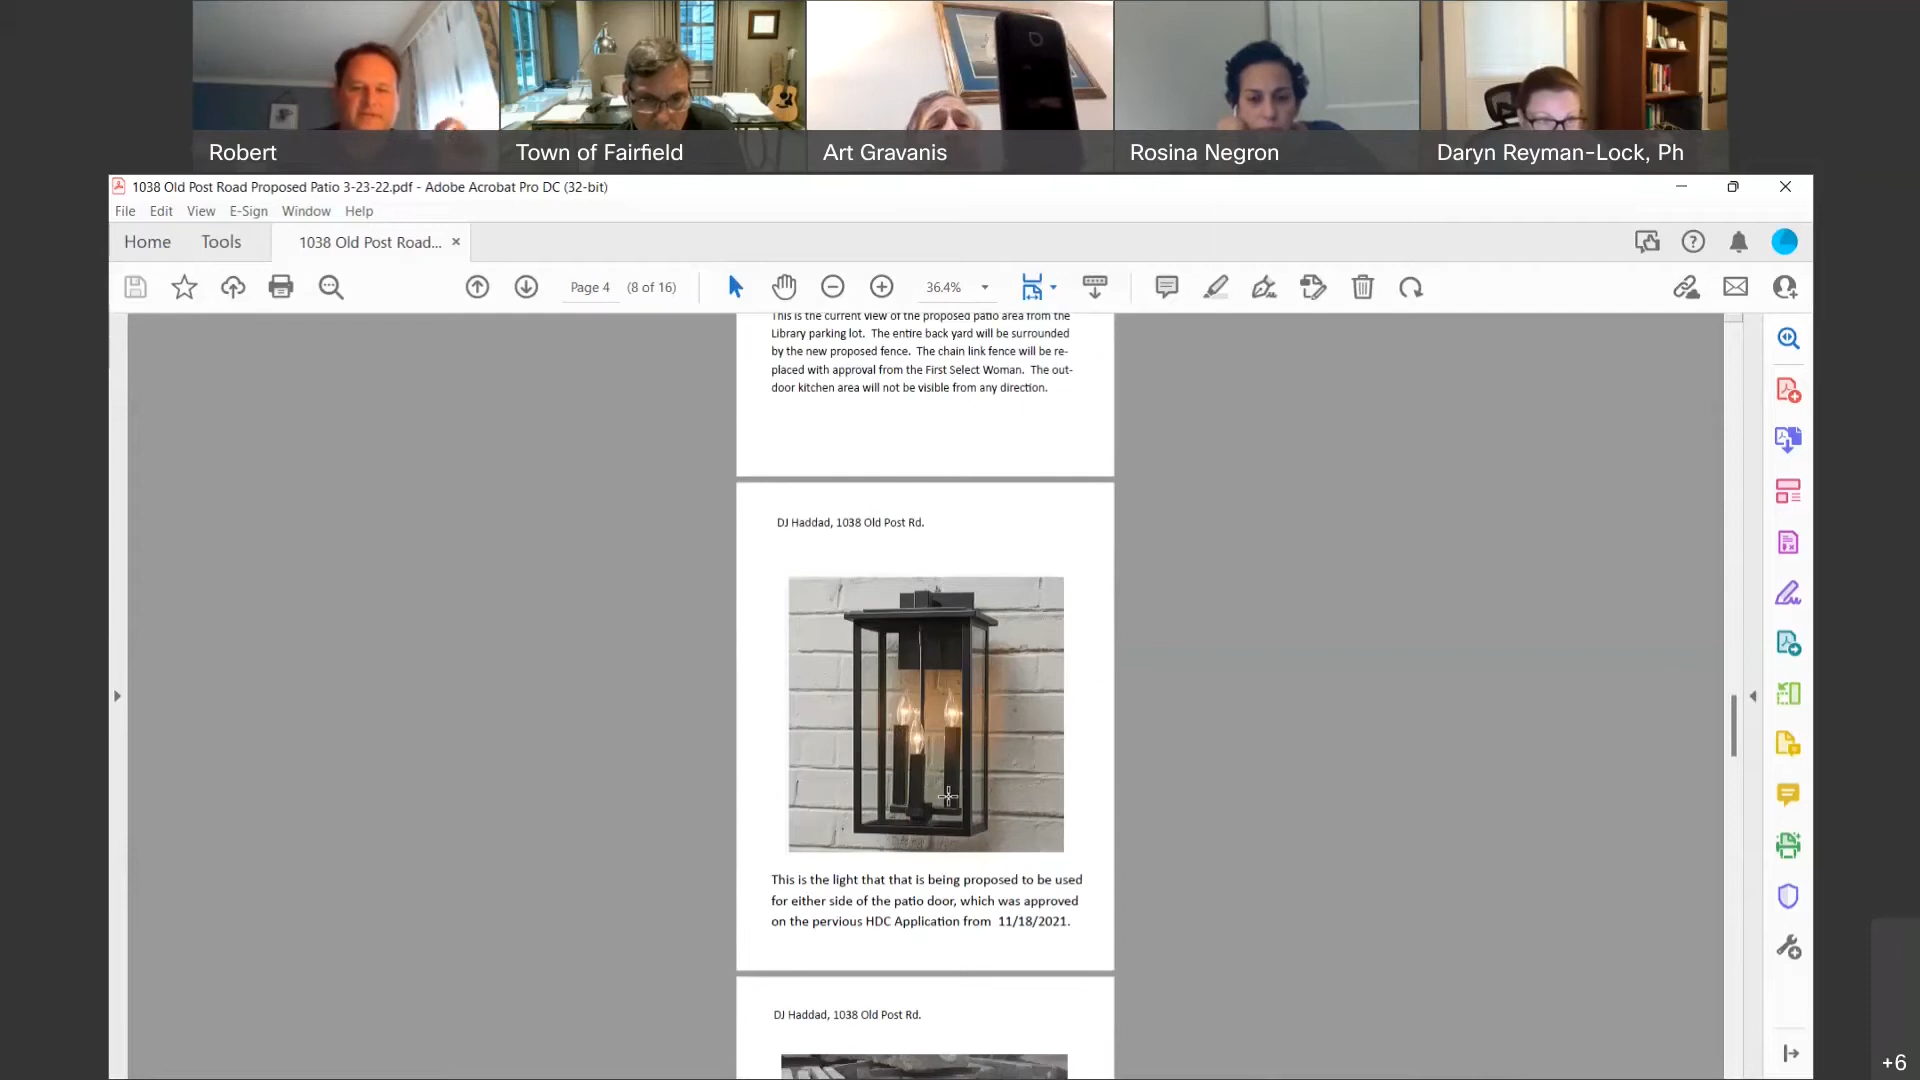 Robert
Town of Fairfield
Art Gravanis
Rosina Negron
Daryn Reyman-Lock, Ph
1038 Old Post Road Proposed Patio 3-23-22.pdf - Adobe Acrobat Pro DC (32-bit)
File Edit View E-Sign Window Help
Home Tools 1038 Old Post Road...
Page 4 (8 of 16) 36.4%
This is the current view of the proposed patio area from the
Library parking lot. The entire back yard will be surrounded
by the new proposed fence. The chain link fence will be re-
placed with approval from the First Select Woman. The out-
door kitchen area will not be visible from any direction.
DJ Haddad, 1038 Old Post Rd.
This is the light that that is being proposed to be used
for either side of the patio door, which was approved
on the pervious HDC Application from 11/18/2021.
DJ Haddad, 1038 Old Post Rd.
+6